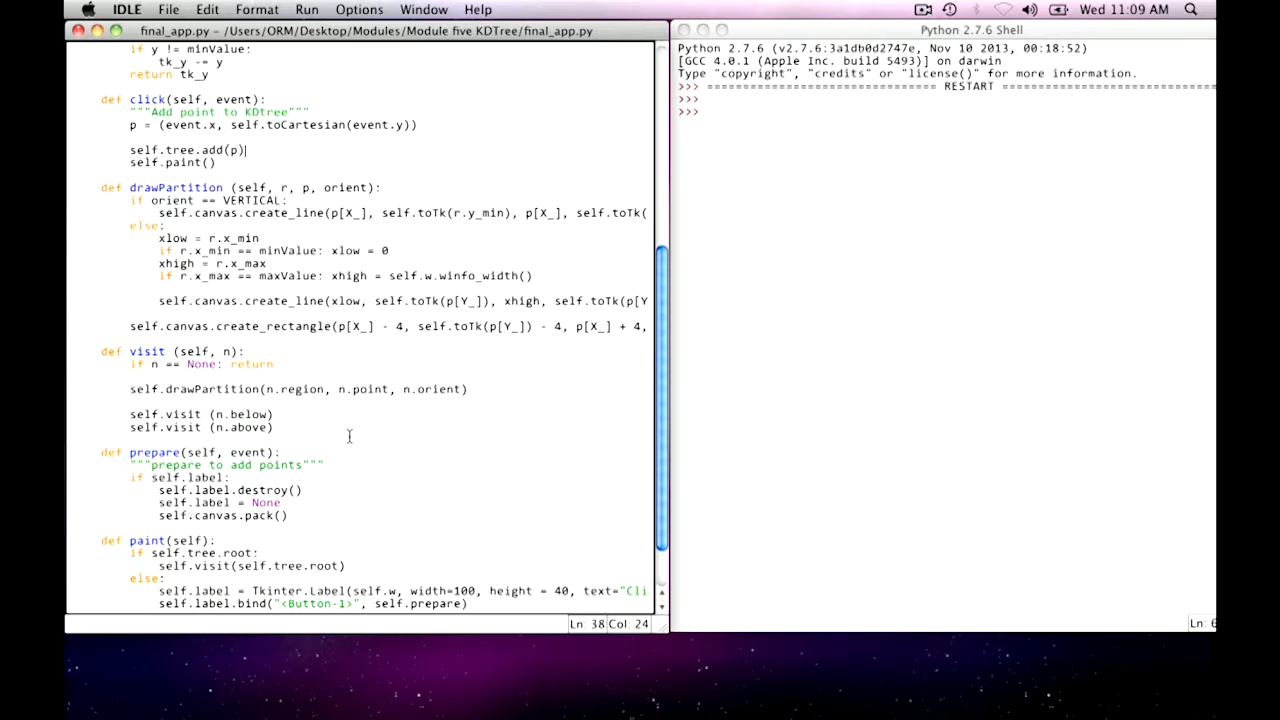 IDLE File Edit Format Run Options Window Help Wed 11:09 AM
final_app.py - /Users/ORM/Desktop/Modules/Module five KDTree/final_app.py
if y != minValue:
tk_y -= y
return tk_y
def click(self, event):
"""Add point to KDtree"""
p = (event.x, self.toCartesian(event.y))
self.tree.add(p)
self.paint()
def drawPartition (self, r, p, orient):
if orient == VERTICAL:
self.canvas.create_line(p[X_], self.toTk(r.y_min), p[X_], self.toTk(
else:
xlow = r.x_min
if r.x_min == minValue: xlow = 0
xhigh = r.x_max
if r.x_max == maxValue: xhigh = self.w.winfo_width()
self.canvas.create_line(xlow, self.toTk(p[Y_]), xhigh, self.toTk(p[Y
self.canvas.create_rectangle(p[X_] - 4, self.toTk(p[Y_]) - 4, p[X_] + 4,
def visit (self, n):
if n == None: return
self.drawPartition(n.region, n.point, n.orient)
self.visit (n.below)
self.visit (n.above)
def prepare(self, event):
"""prepare to add points"""
if self.label:
self.label.destroy()
self.label = None
self.canvas.pack()
def paint(self):
if self.tree.root:
self.visit(self.tree.root)
else:
self.label = Tkinter.Label(self.w, width=100, height = 40, text="Cli
self.label.bind("<Button-1>", self.prepare)
Ln: 38 Col: 24
Python 2.7.6 Shell
Python 2.7.6 (v2.7.6:3a1db0d2747e, Nov 10 2013, 00:18:52)
[GCC 4.0.1 (Apple Inc. build 5493)] on darwin
Type "copyright", "credits" or "license()" for more information.
>>> ================================ RESTART ==============================
>>>
>>>
Ln: 6